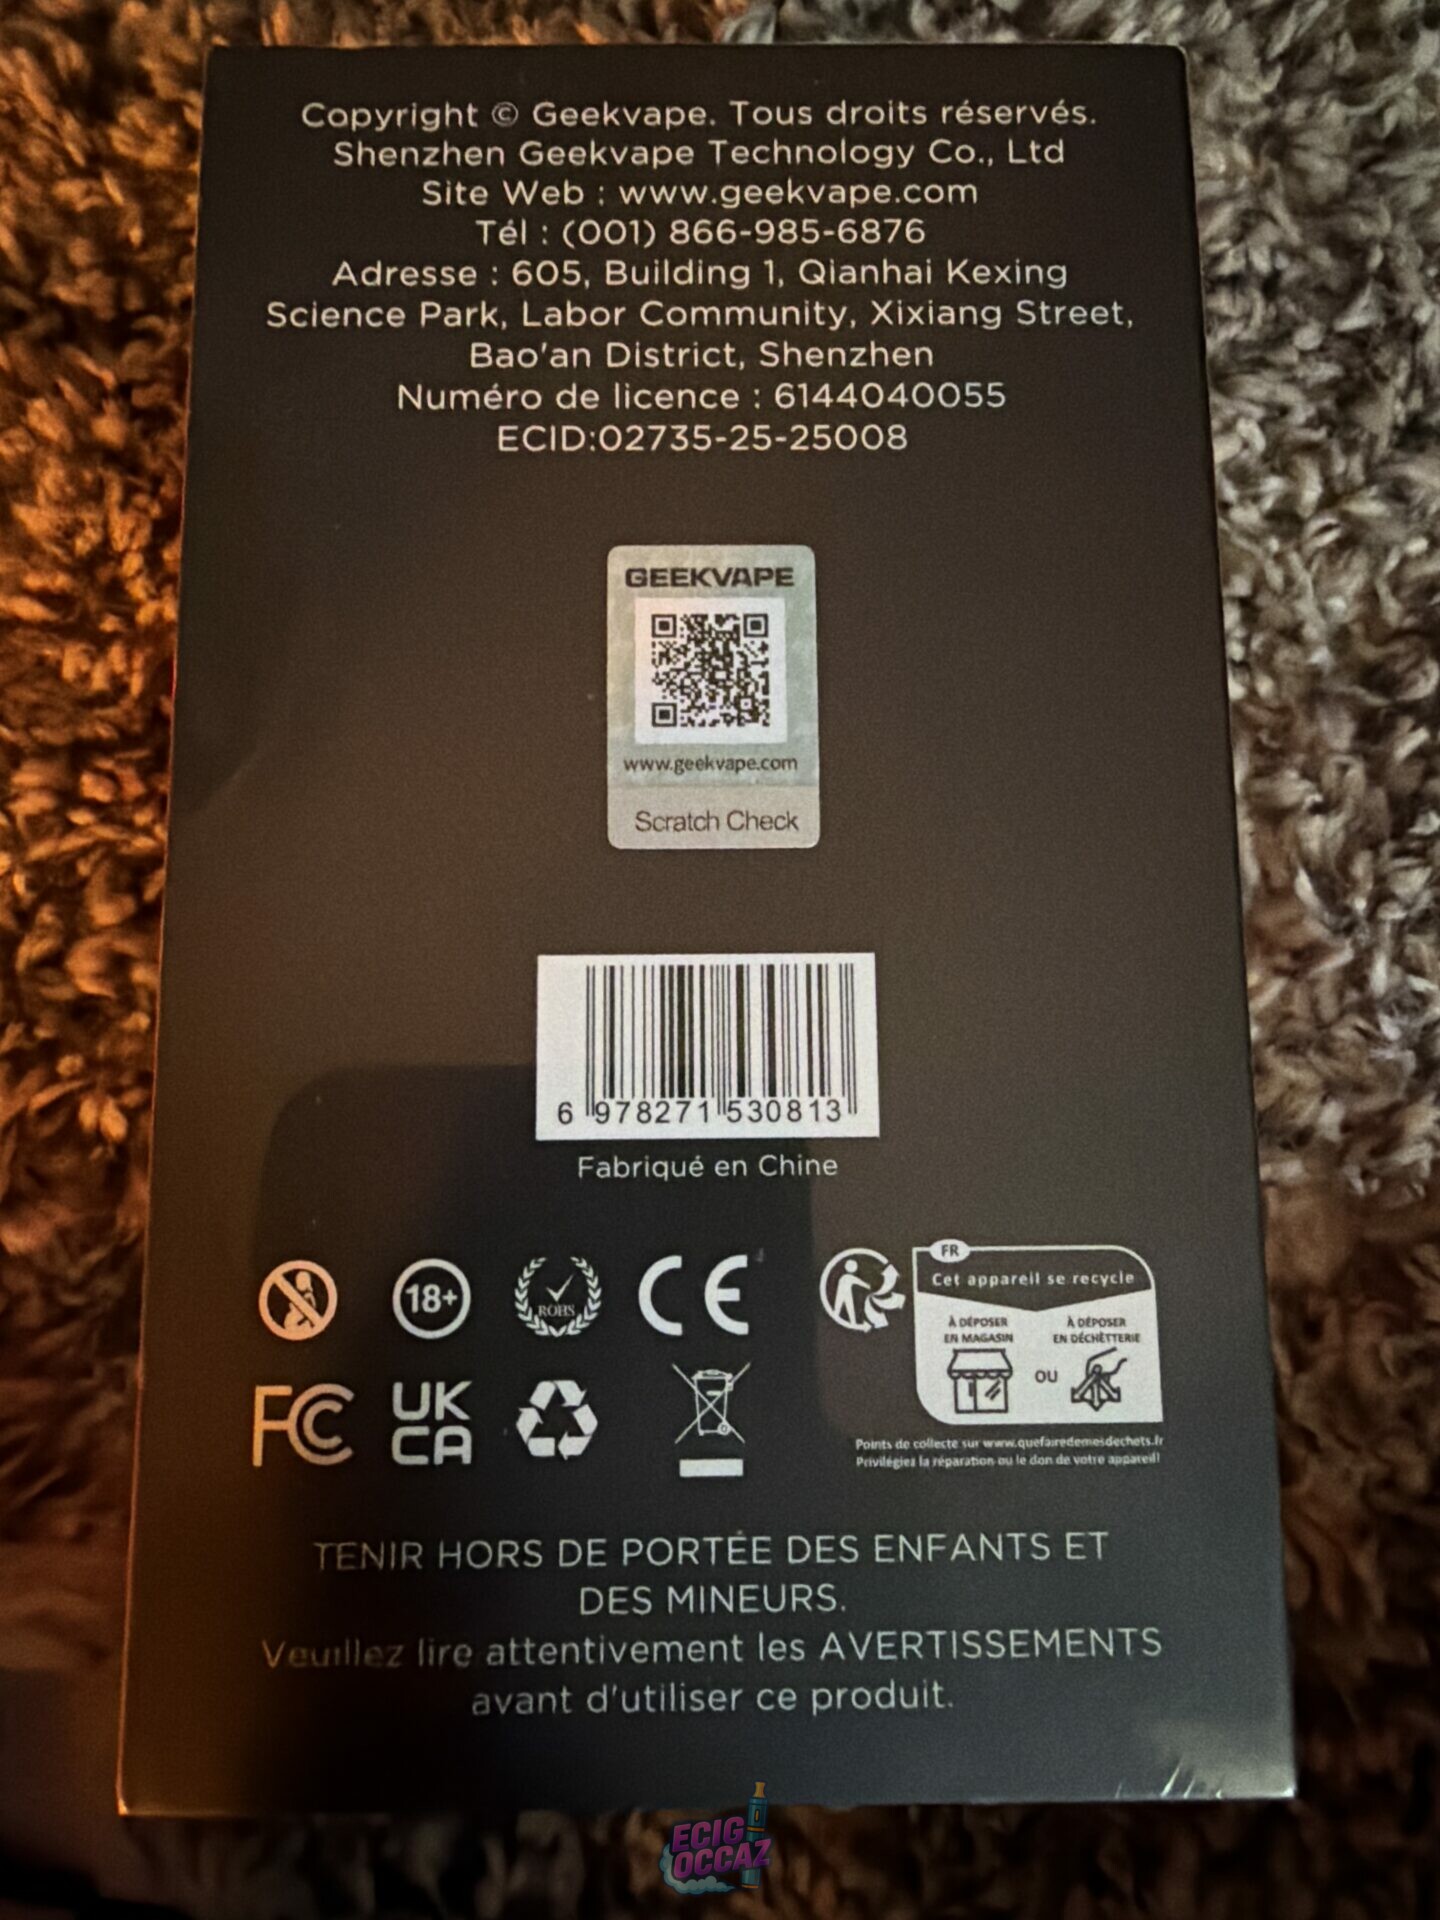 Copyright © Geekvape. Tous droits réservés.
Shenzhen Geekvape Technology Co., Ltd
Site Web : www.geekvape.com
Tél : (001) 866-985-6876
Adresse : 605, Building 1, Qianhai Kexing
Science Park, Labor Community, Xixiang Street,
Bao'an District, Shenzhen
Numéro de licence : 6144040055
ECID:02735-25-25008
GEEKVAPE
www.geekvape.com
Scratch Check
6 978271 530813
Fabriqué en Chine
18+
ROHS
CE
FR
Cet appareil se recycle
À DÉPOSER
EN MAGASIN
À DÉPOSER
EN DÉCHÈTTERIE
OU
FC
UK
CA
Points de collecte sur www.quefairedemesdechets.fr
Privilégiez la réparation ou le don de votre appareil!
TENIR HORS DE PORTÉE DES ENFANTS ET
DES MINEURS.
Veuillez lire attentivement les AVERTISSEMENTS
avant d'utiliser ce produit.
ECIG
OCCAZ